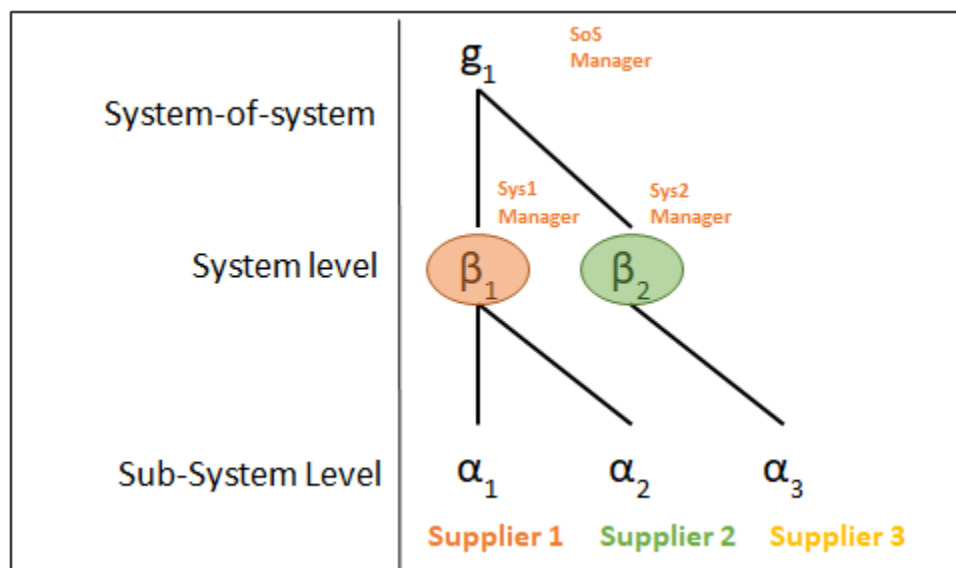 SoS
Manager
g₁
System-of-system
Sys1
Manager
Sys2
Manager
System level
β₁
β₂
Sub-System Level
α₁
α₂
α₃
Supplier 1
Supplier 2
Supplier 3